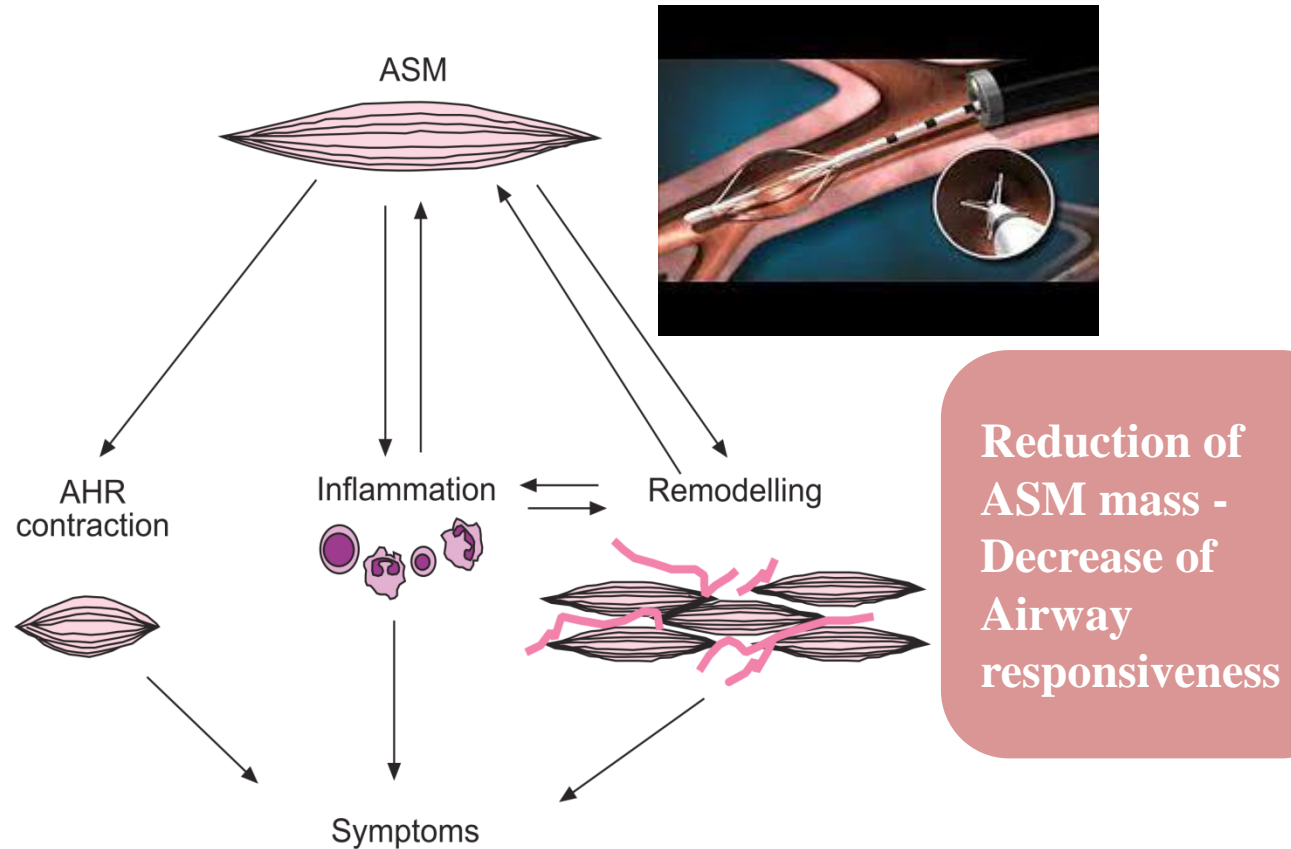 ASM
AHR
contraction
Inflammation
Remodelling
Symptoms
Reduction of
ASM mass -
Decrease of
Airway
responsiveness